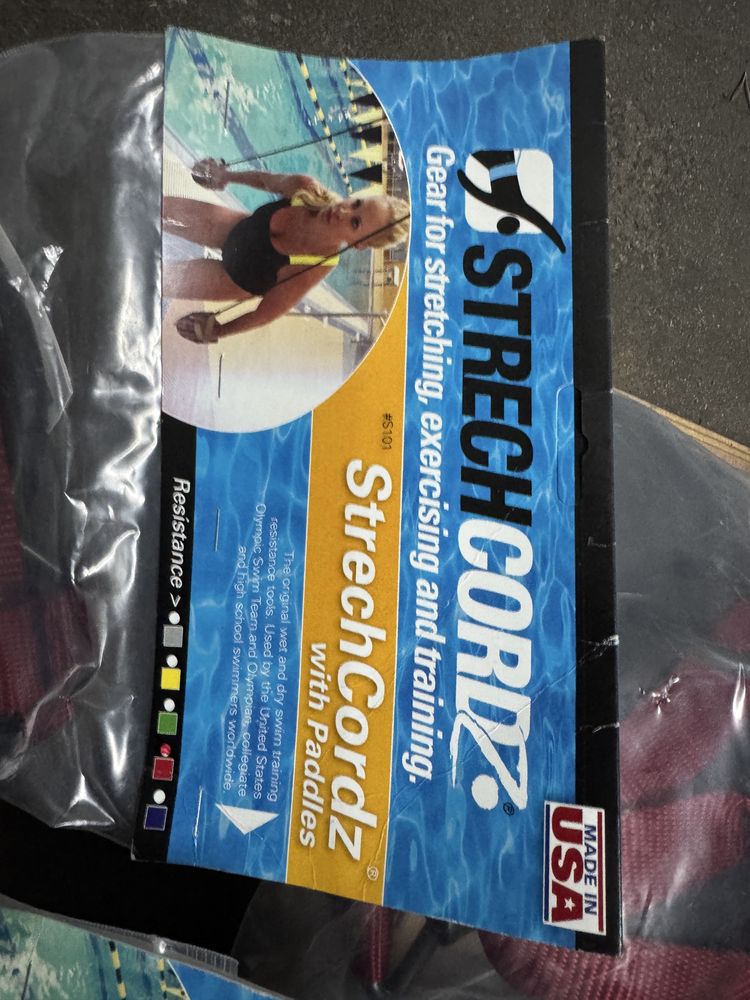 STRECHCORDZ®
Gear for stretching, exercising and training.
MADE IN
USA
#S101
StrechCordz®
with Paddles
The original wet and dry swim training
resistance tools. Used by the United States
Olympic Swim Team and Olympians, collegiate
and high school swimmers worldwide.
Resistance >